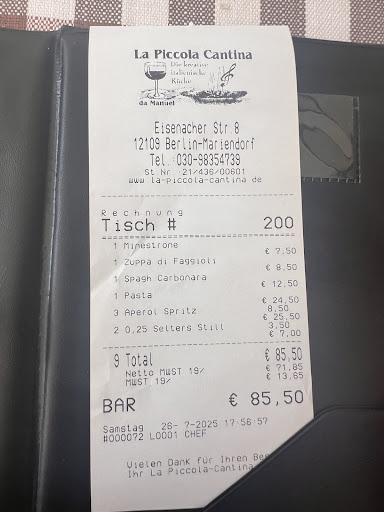 La Piccola Cantina
Die kreative
italienische
Küche
da Manuel
Eisenacher Str 8
12109 Berlin-Mariendorf
Tel. 030-98354739
St.Nr. 21/436/00601
www.la-piccola-cantina.de
Rechnung
Tisch # 200
1 Minestrone € 7,50
1 Zuppa di Faggioli € 8,50
1 Spagh Carbonara € 12,50
1 Pasta € 24,50
3 Aperol Spritz 8,50 € 25,50
2 0,25 Selters Still 3,50 € 7,00
9 Total € 85,50
Netto MWST 19/ € 71,85
MWST 19/ € 13,65
BAR € 85,50
Samstag 26- 7-2025 17:56:57
#000072 L0001 CHEF
Vielen Dank für Ihren Be
Ihr La Piccola-Cantina